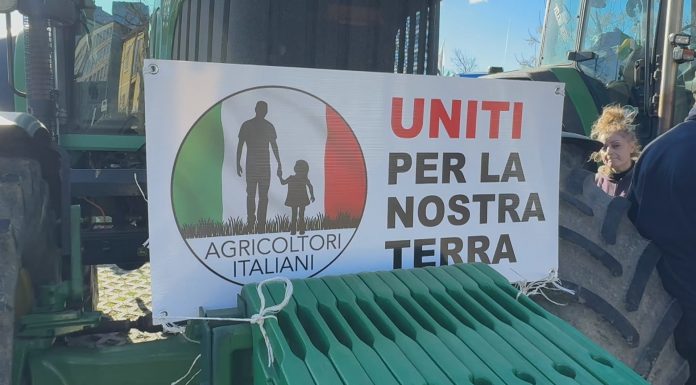 AGRICOLTORI
ITALIANI
UNITI
PER LA
NOSTRA
TERRA